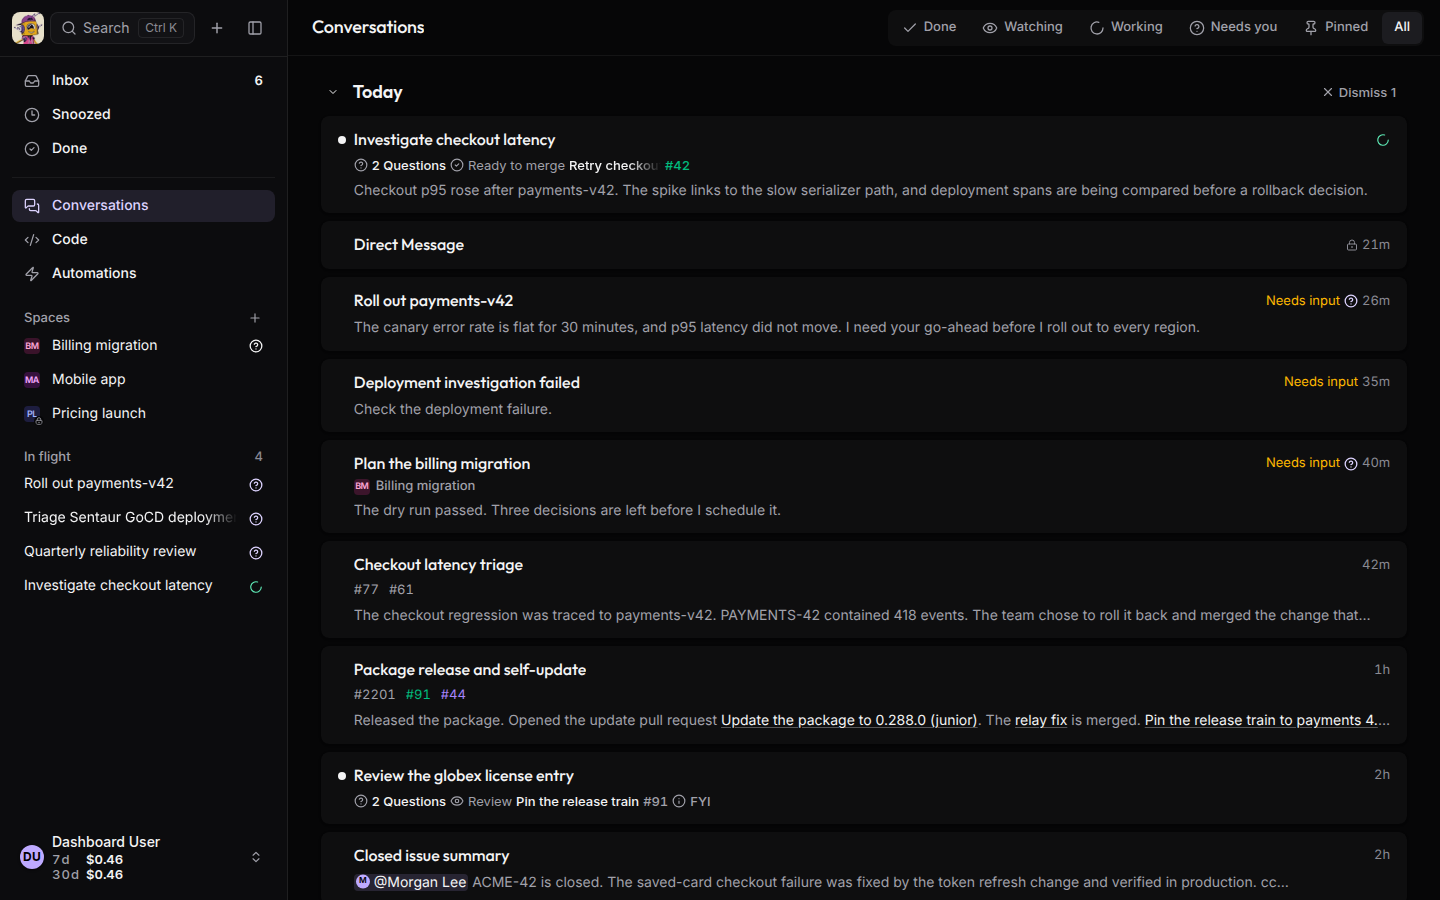 Search Ctrl K
Inbox 6
Snoozed
Done
Conversations
Code
Automations
Spaces
BM Billing migration
MA Mobile app
PL Pricing launch
In flight 4
Roll out payments-v42
Triage Sentaur GoCD deployme
Quarterly reliability review
Investigate checkout latency
DU Dashboard User
7d $0.46
30d $0.46
Conversations
Done Watching Working Needs you Pinned All
Today Dismiss 1
Investigate checkout latency
2 Questions Ready to merge Retry checkou #42
Checkout p95 rose after payments-v42. The spike links to the slow serializer path, and deployment spans are being compared before a rollback decision.
Direct Message 21m
Roll out payments-v42 Needs input 26m
The canary error rate is flat for 30 minutes, and p95 latency did not move. I need your go-ahead before I roll out to every region.
Deployment investigation failed Needs input 35m
Check the deployment failure.
Plan the billing migration Needs input 40m
BM Billing migration
The dry run passed. Three decisions are left before I schedule it.
Checkout latency triage 42m
#77 #61
The checkout regression was traced to payments-v42. PAYMENTS-42 contained 418 events. The team chose to roll it back and merged the change that...
Package release and self-update 1h
#2201 #91 #44
Released the package. Opened the update pull request Update the package to 0.288.0 (junior). The relay fix is merged. Pin the release train to payments 4....
Review the globex license entry 2h
2 Questions Review Pin the release train #91 FYI
Closed issue summary 2h
M @Morgan Lee ACME-42 is closed. The saved-card checkout failure was fixed by the token refresh change and verified in production. cc...